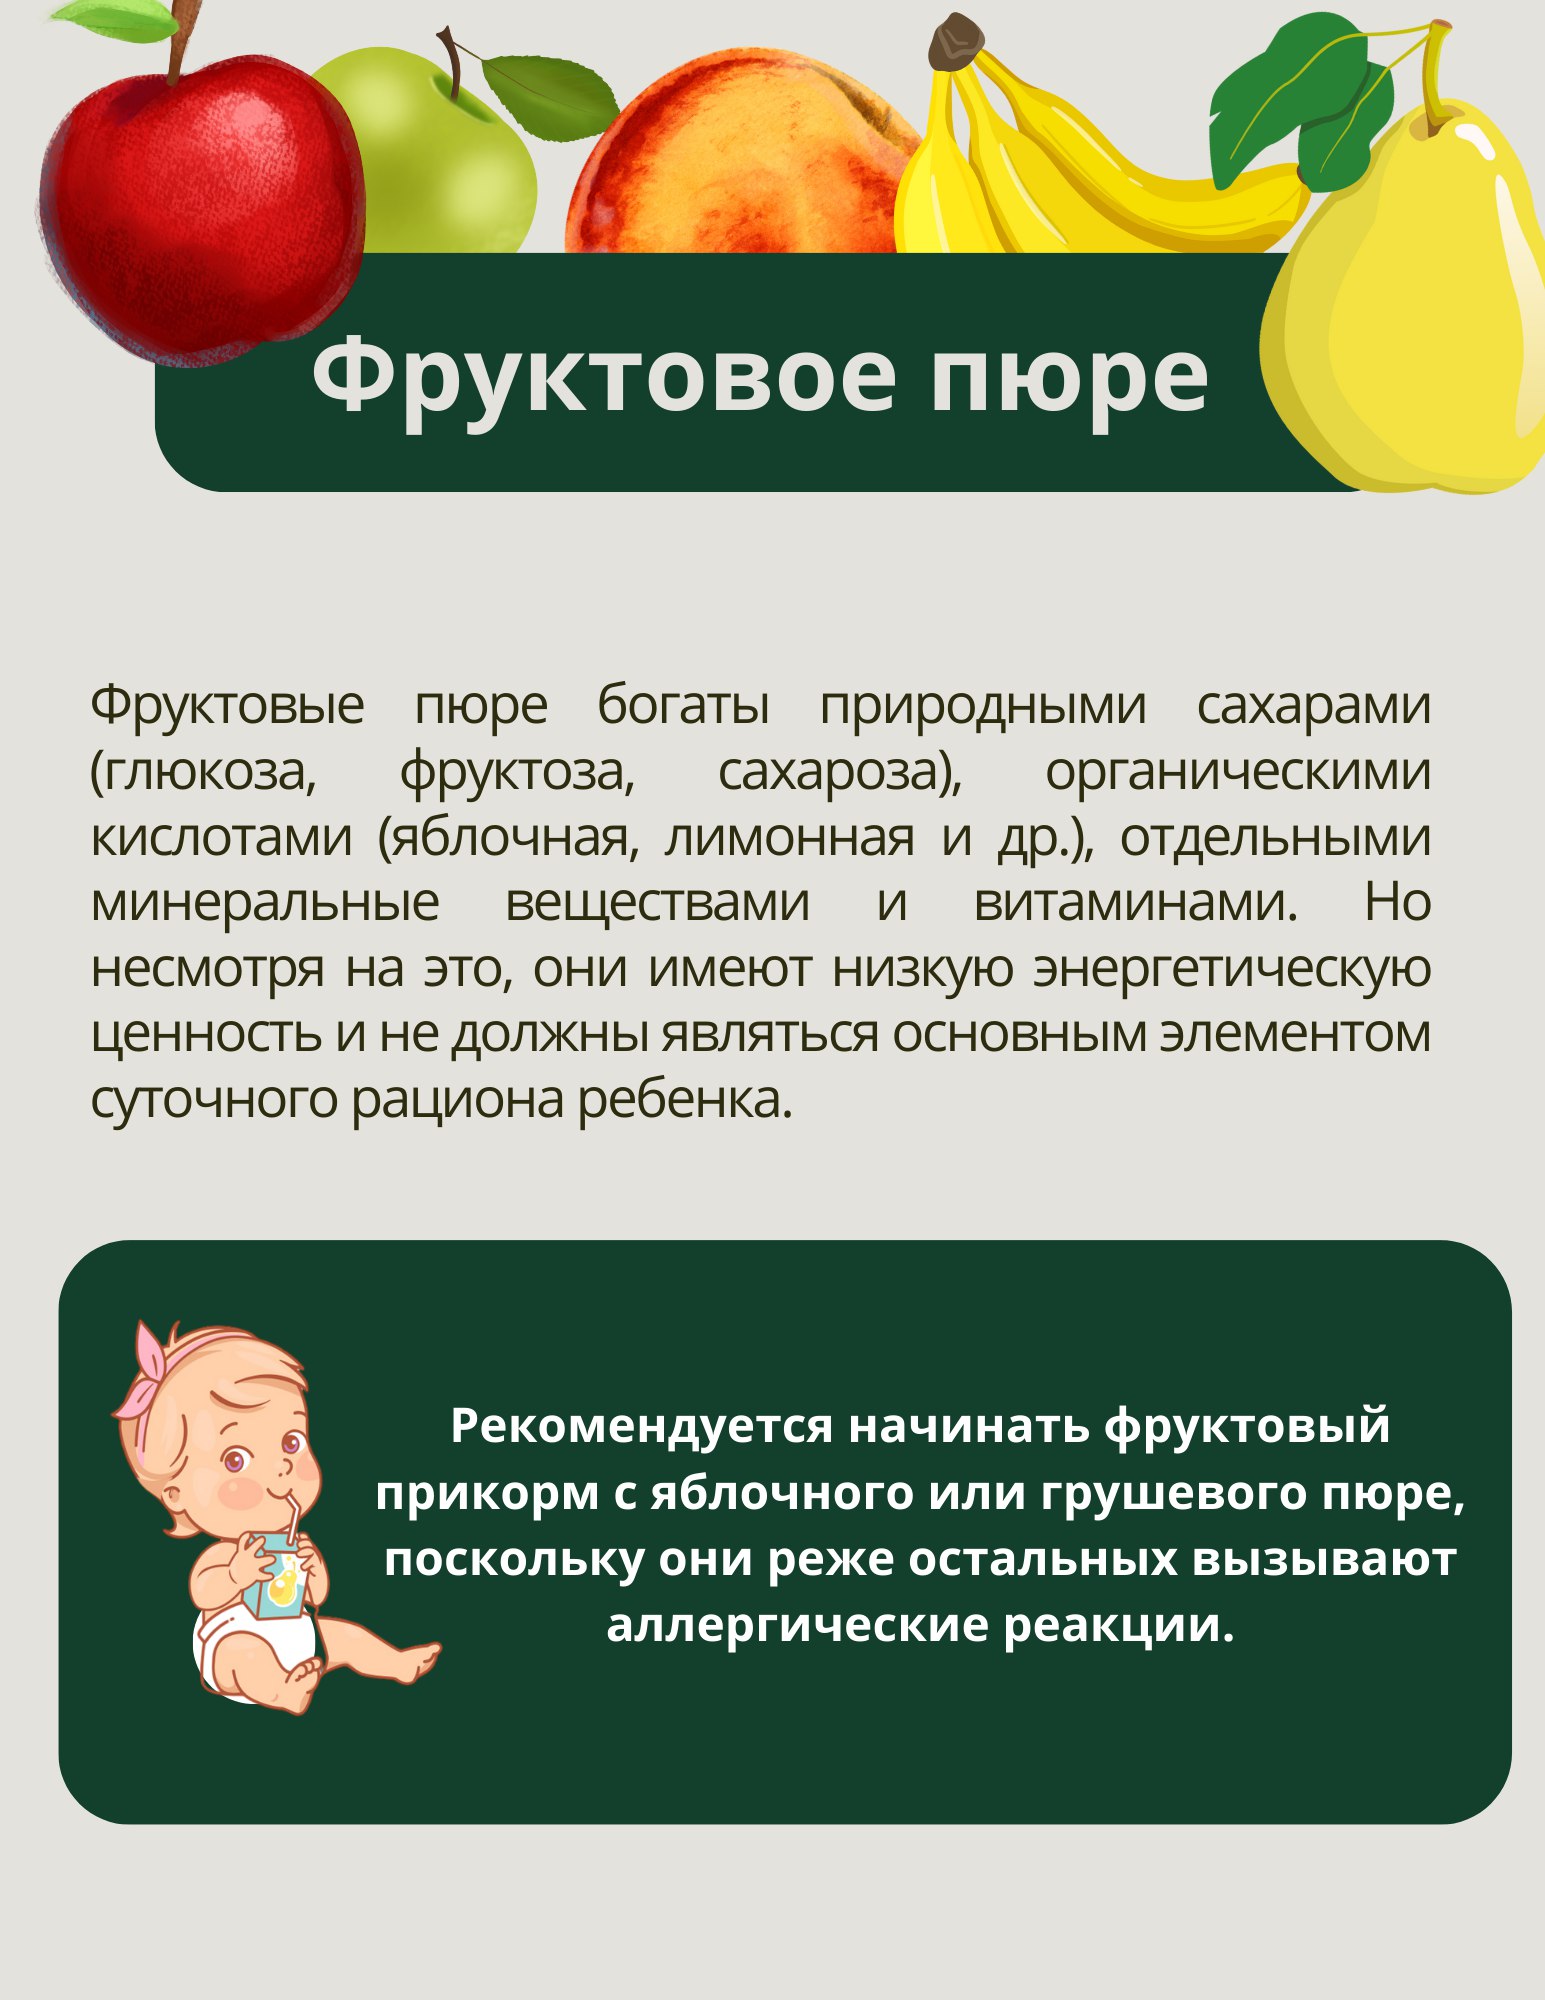 Фруктовое пюре
Фруктовые пюре богаты природными сахарами
(глюкоза, фруктоза, сахароза), органическими
кислотами (яблочная, лимонная и др.), отдельными
минеральные веществами и витаминами. Но
несмотря на это, они имеют низкую энергетическую
ценность и не должны являться основным элементом
суточного рациона ребенка.
Рекомендуется начинать фруктовый
прикорм с яблочного или грушевого пюре,
поскольку они реже остальных вызывают
аллергические реакции.